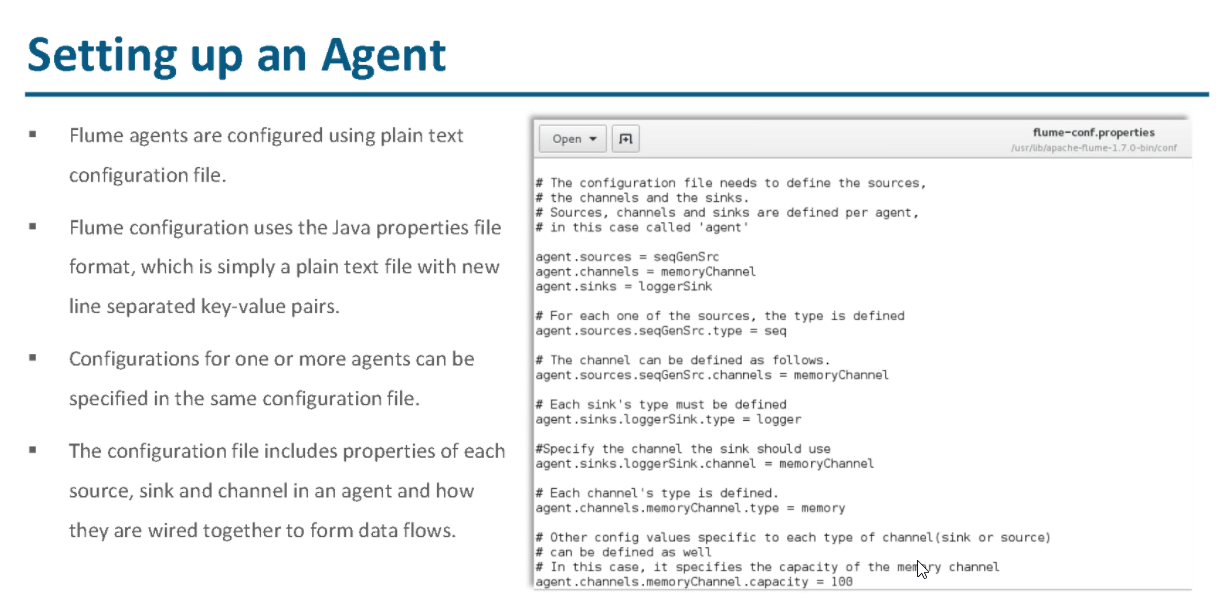 Setting up an Agent
▪ Flume agents are configured using plain text
configuration file.
▪ Flume configuration uses the Java properties file
format, which is simply a plain text file with new
line separated key-value pairs.
▪ Configurations for one or more agents can be
specified in the same configuration file.
▪ The configuration file includes properties of each
source, sink and channel in an agent and how
they are wired together to form data flows.
Open
flume-conf.properties
/usr/lib/apache-flume-1.7.0-bin/conf
# The configuration file needs to define the sources,
# the channels and the sinks.
# Sources, channels and sinks are defined per agent,
# in this case called 'agent'
agent.sources = seqGenSrc
agent.channels = memoryChannel
agent.sinks = loggerSink
# For each one of the sources, the type is defined
agent.sources.seqGenSrc.type = seq
# The channel can be defined as follows.
agent.sources.seqGenSrc.channels = memoryChannel
# Each sink's type must be defined
agent.sinks.loggerSink.type = logger
#Specify the channel the sink should use
agent.sinks.loggerSink.channel = memoryChannel
# Each channel's type is defined.
agent.channels.memoryChannel.type = memory
# Other config values specific to each type of channel(sink or source)
# can be defined as well
# In this case, it specifies the capacity of the memory channel
agent.channels.memoryChannel.capacity = 100